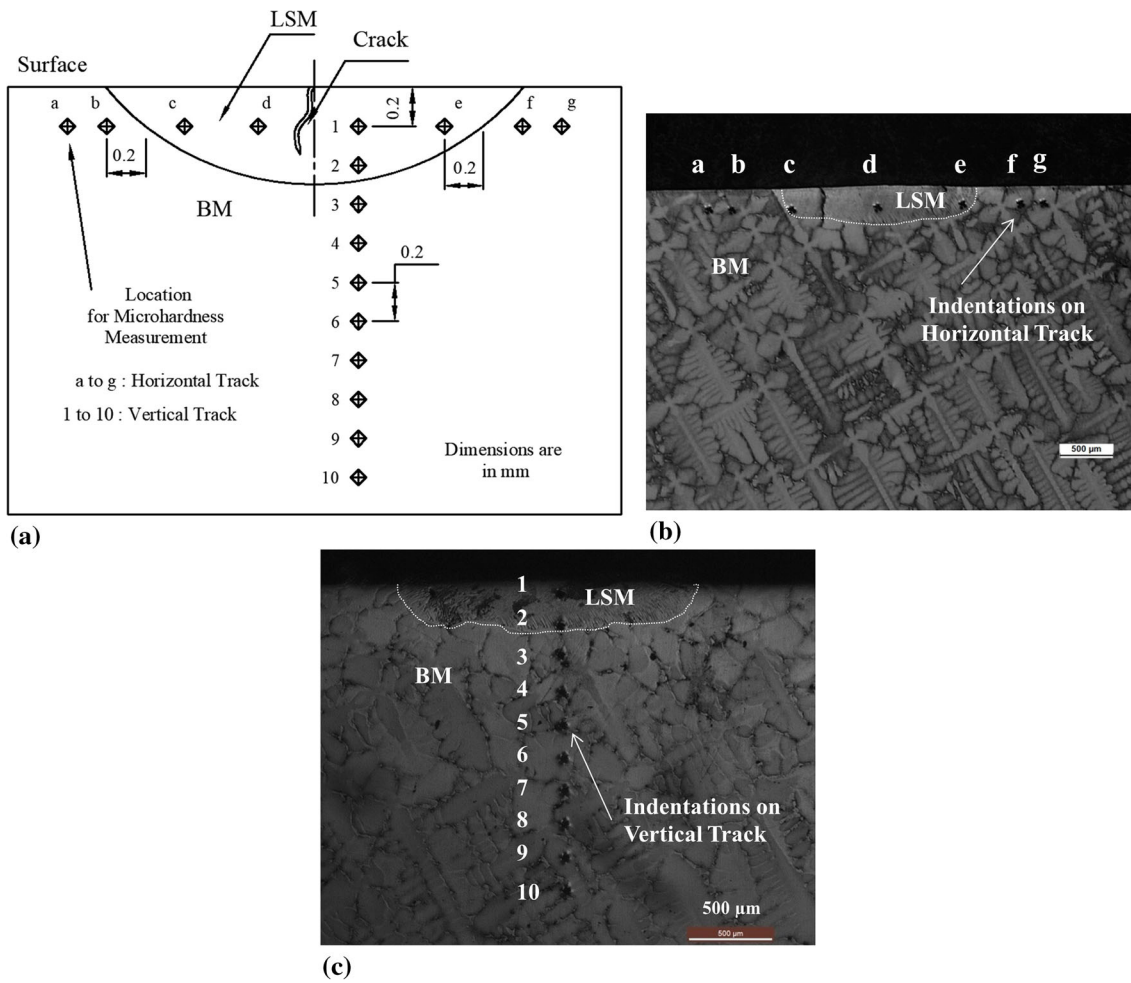 LSM
Crack
Surface
a b c d e f g
0.2
0.2
0.2
1
2
3
BM
4
0.2
5
6
7
8
9
10
Location
for Microhardness
Measurement
a to g : Horizontal Track
1 to 10 : Vertical Track
Dimensions are
in mm
(a)
a b c d e f g
LSM
BM
Indentations on
Horizontal Track
500 µm
(b)
1
LSM
2
3
BM
4
5
6
7
Indentations on
8
Vertical Track
9
10
500 µm
500 µm
(c)